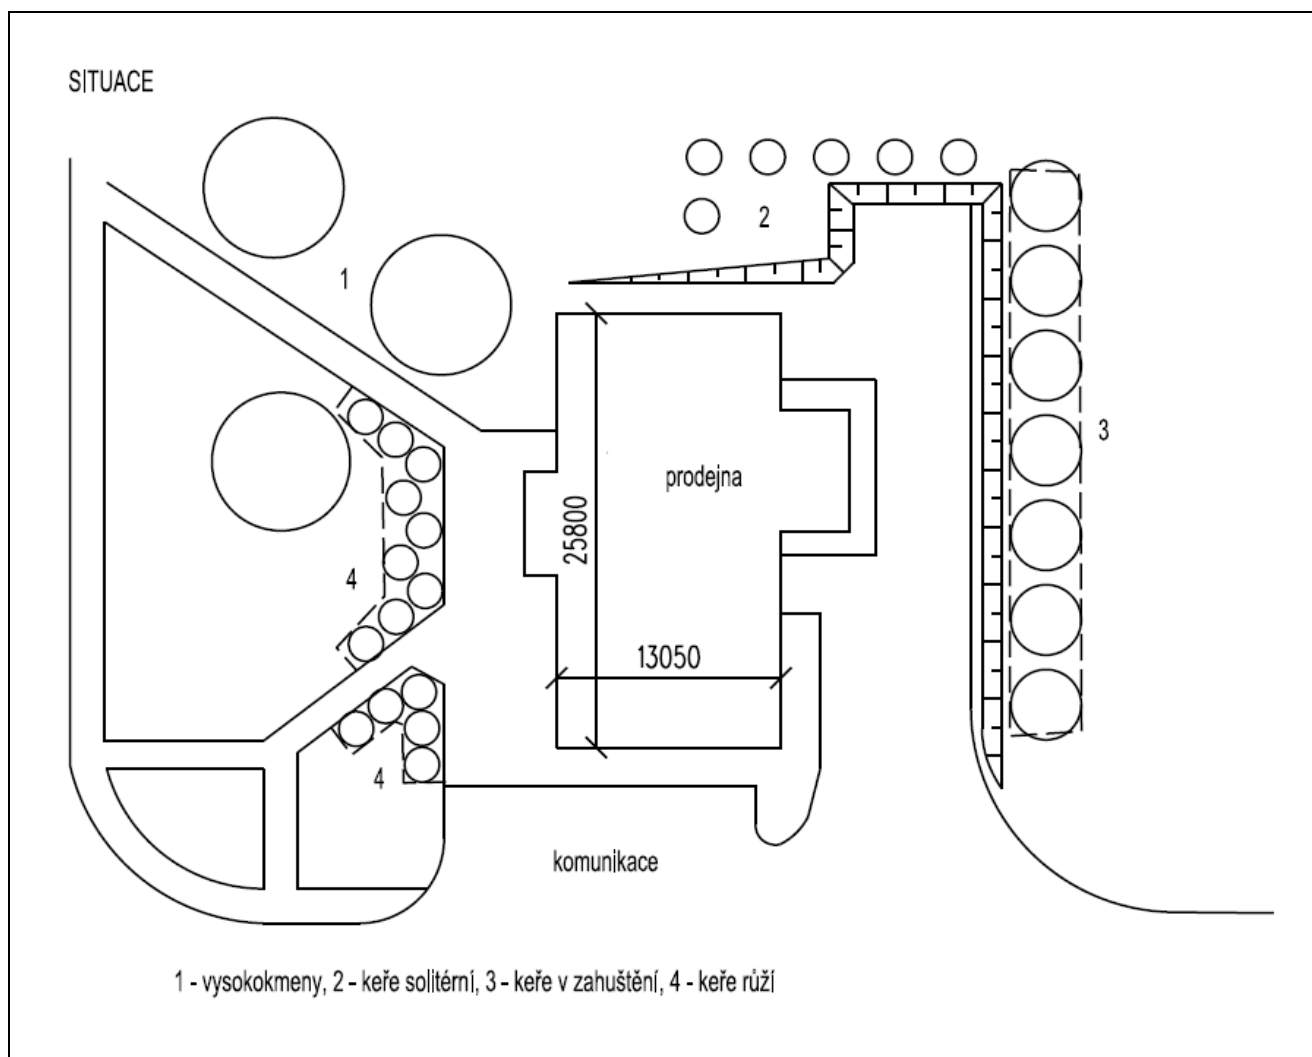 SITUACE
1
2
3
prodejna
25800
4
13050
4
komunikace
1 - vysokokmeny, 2 - keře solitérní, 3 - keře v zahuštění, 4 - keře růží